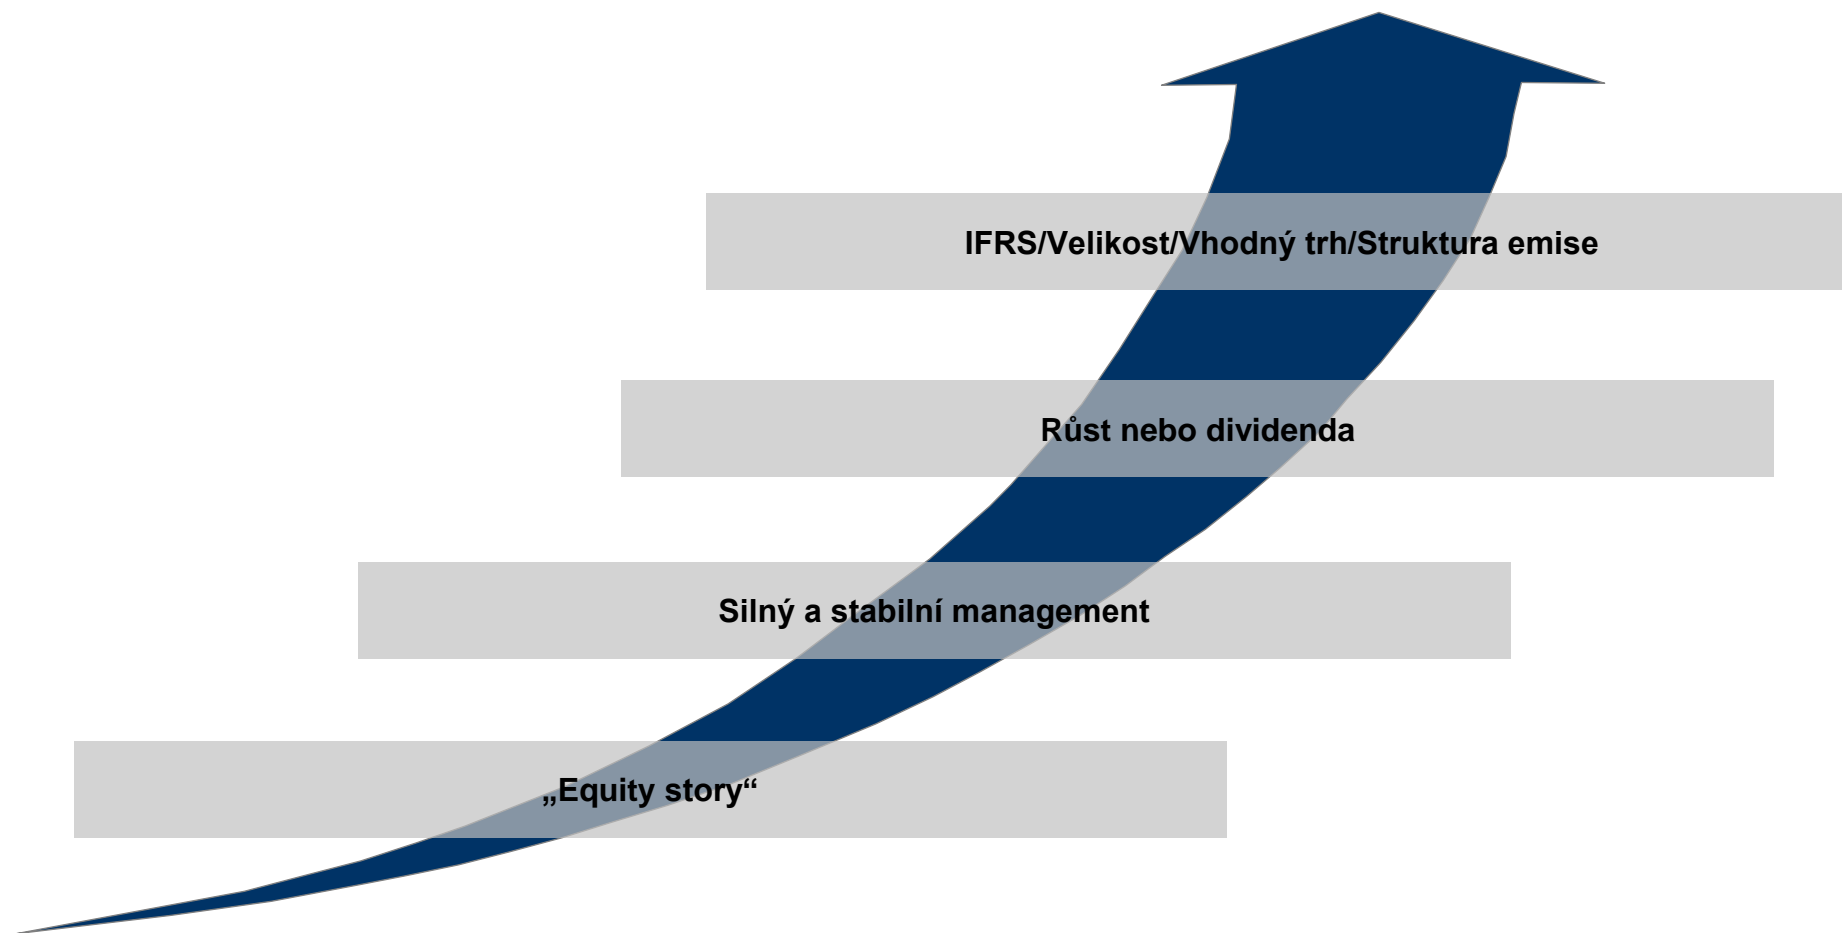 IFRS/Velikost/Vhodný trh/Struktura emise
Růst nebo dividenda
Silný a stabilní management
„Equity story“